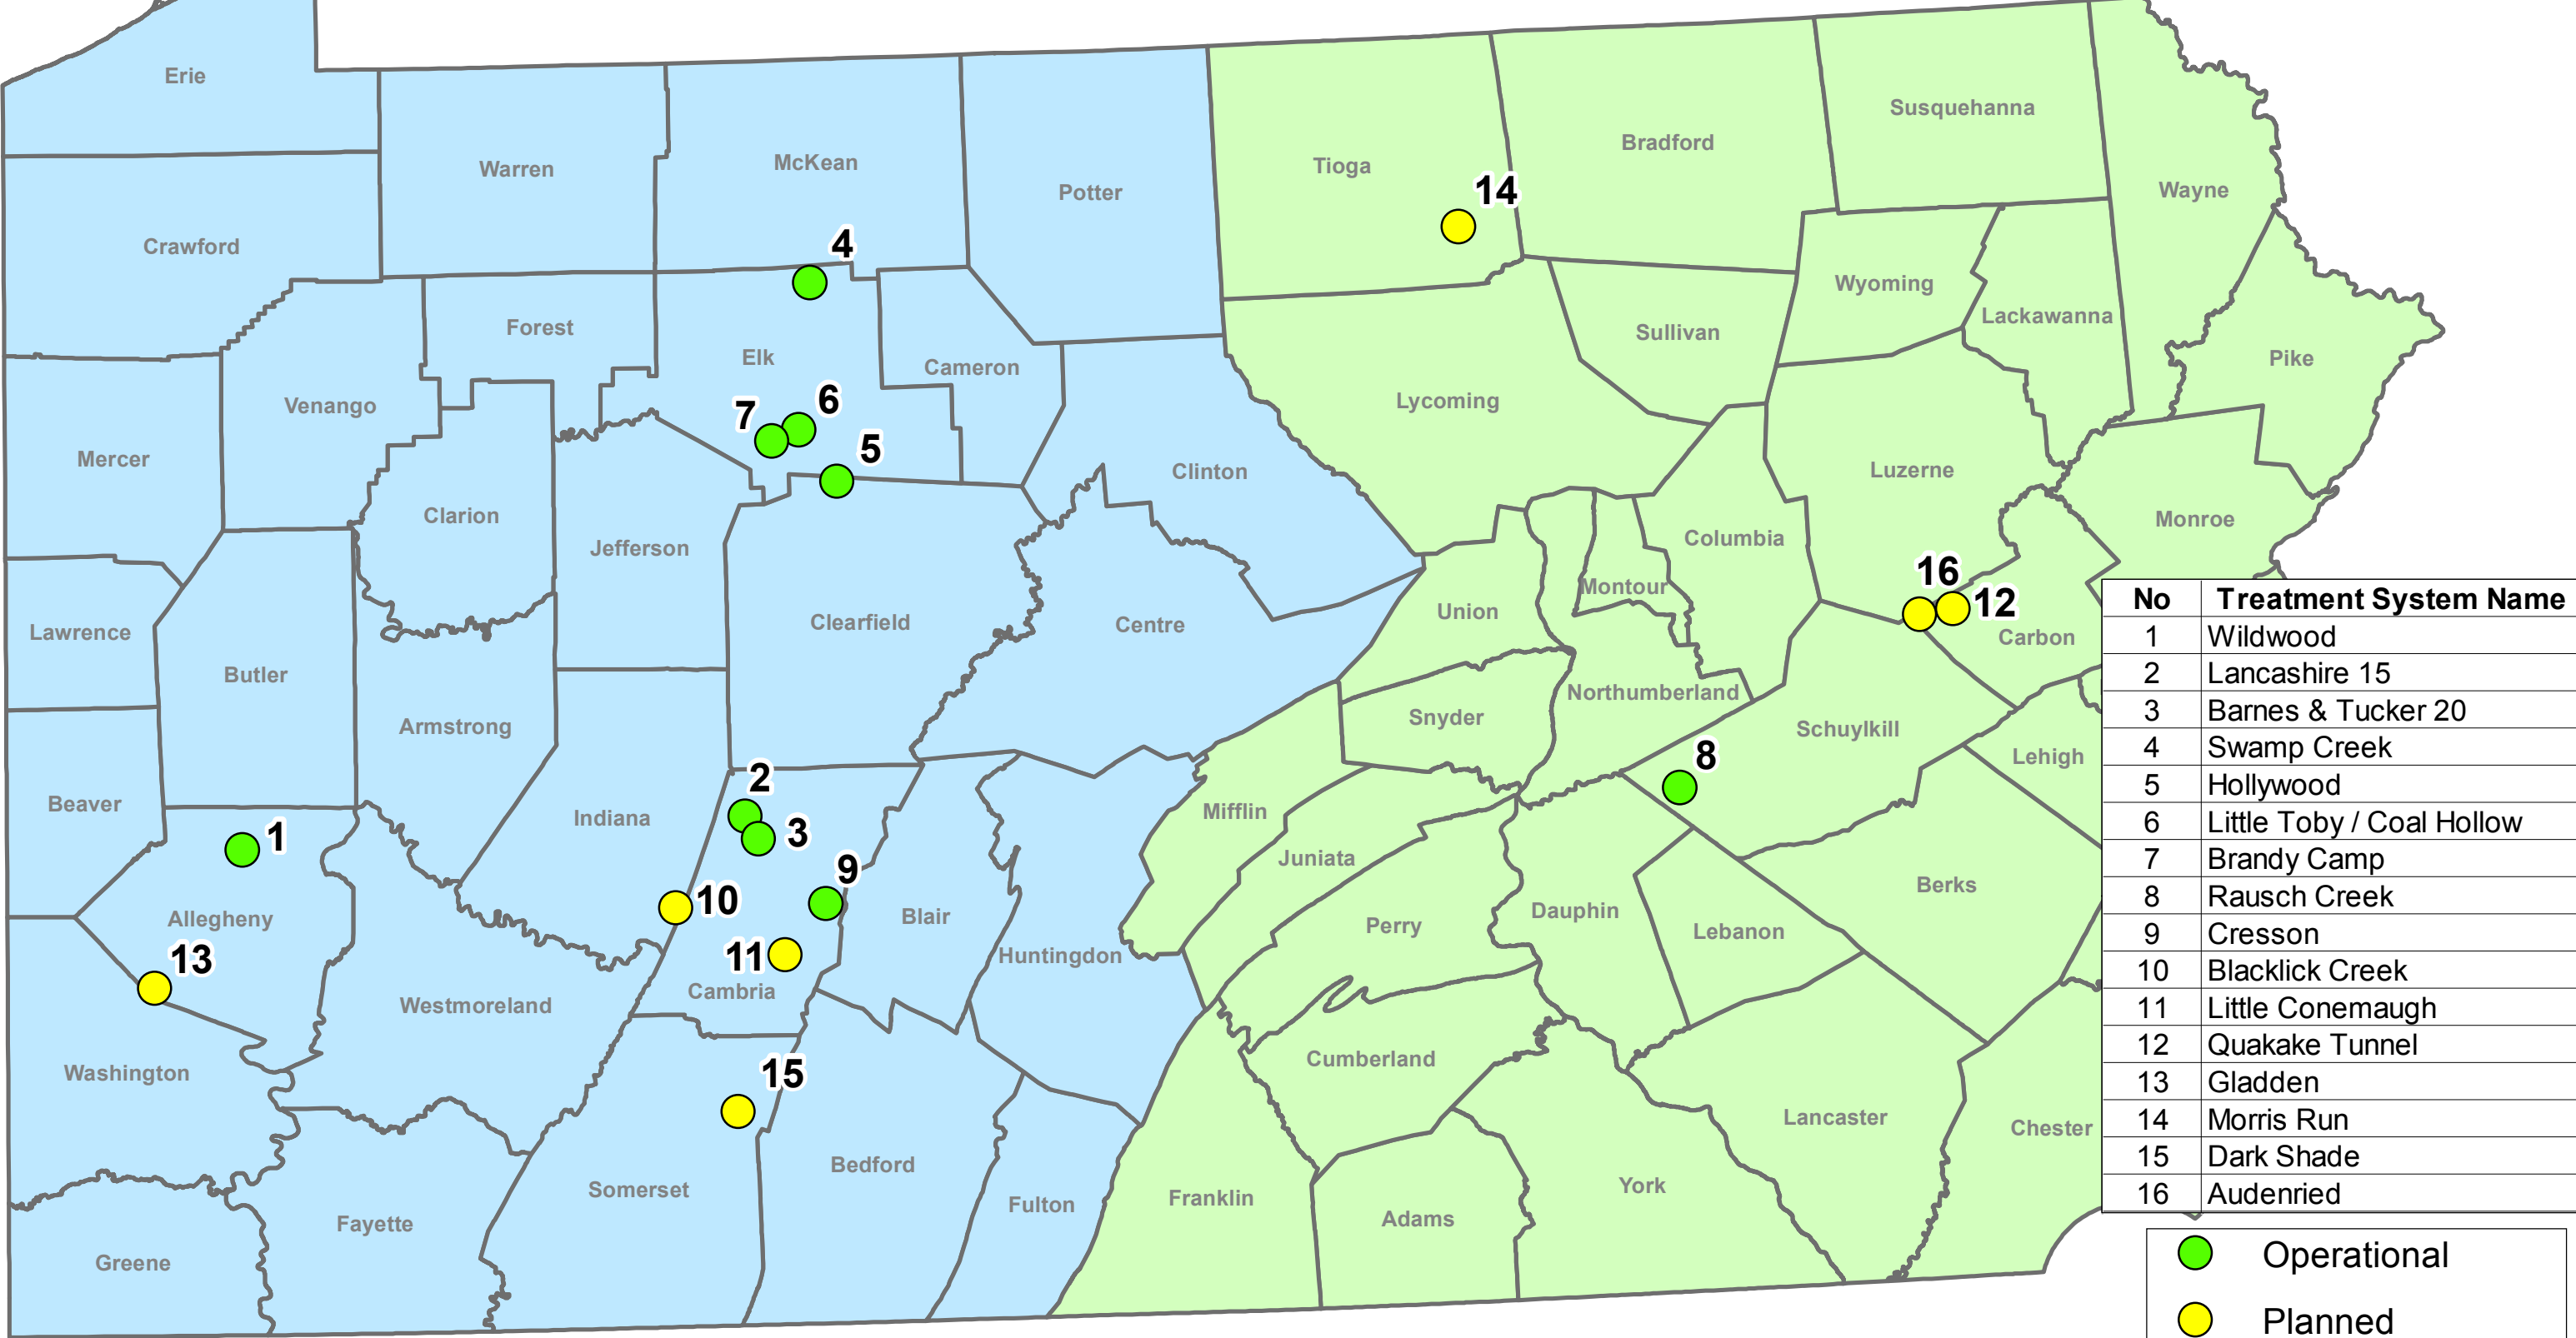 Erie
Susquehanna
Bradford
McKean
Tioga
Warren
Wayne
Potter
14
Crawford
4
Wyoming
Lackawanna
Forest
Sullivan
Elk
Pike
Cameron
6
Lycoming
Venango
7
5
Mercer
Luzerne
Clinton
Clarion
Monroe
Columbia
Jefferson
16
Montour
12
Union
Clearfield
Centre
Lawrence
Carbon
Butler
Northumberland
Snyder
Armstrong
Schuylkill
8
Lehigh
2
Beaver
Mifflin
Indiana
3
1
Juniata
9
Berks
10
Dauphin
Blair
Allegheny
Perry
Lebanon
11
Huntingdon
13
Cambria
Westmoreland
Cumberland
Washington
15
Lancaster
Chester
Bedford
York
Somerset
Franklin
Fulton
Adams
Fayette
Greene
No Treatment System Name
1 Wildwood
2 Lancashire 15
3 Barnes & Tucker 20
4 Swamp Creek
5 Hollywood
6 Little Toby / Coal Hollow
7 Brandy Camp
8 Rausch Creek
9 Cresson
10 Blacklick Creek
11 Little Conemaugh
12 Quakake Tunnel
13 Gladden
14 Morris Run
15 Dark Shade
16 Audenried
Operational
Planned